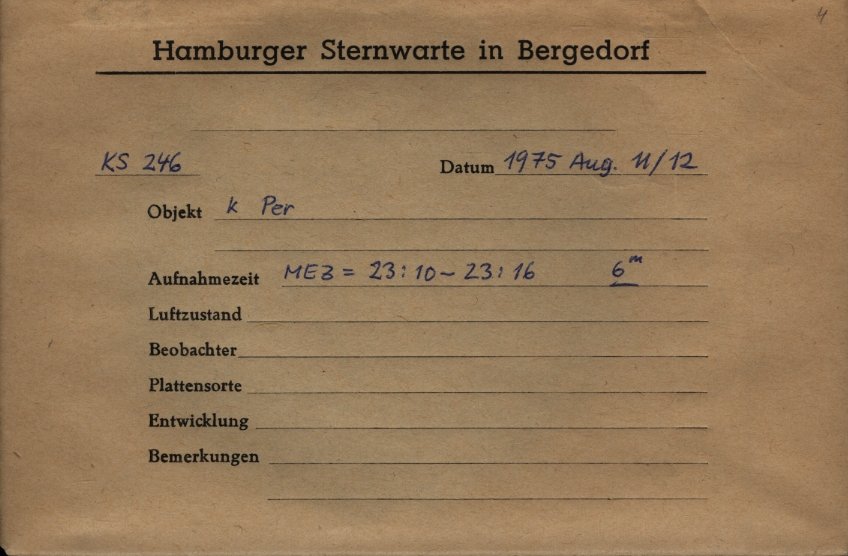 4
Hamburger Sternwarte in Bergedorf
KS 246 Datum 1975 Aug. 11/12
Objekt k Per
Aufnahmezeit MEZ = 23:10 – 23:16 6ᵐ
Luftzustand
Beobachter
Plattensorte
Entwicklung
Bemerkungen